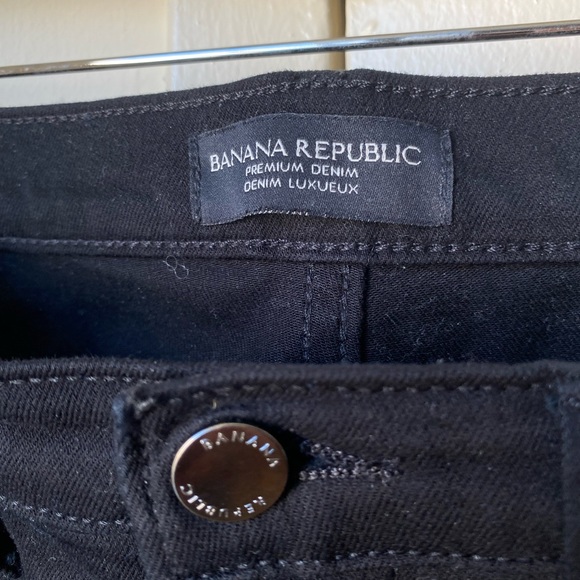 BANANA REPUBLIC
PREMIUM DENIM
DENIM LUXUEUX
BANANA
REPUBLIC